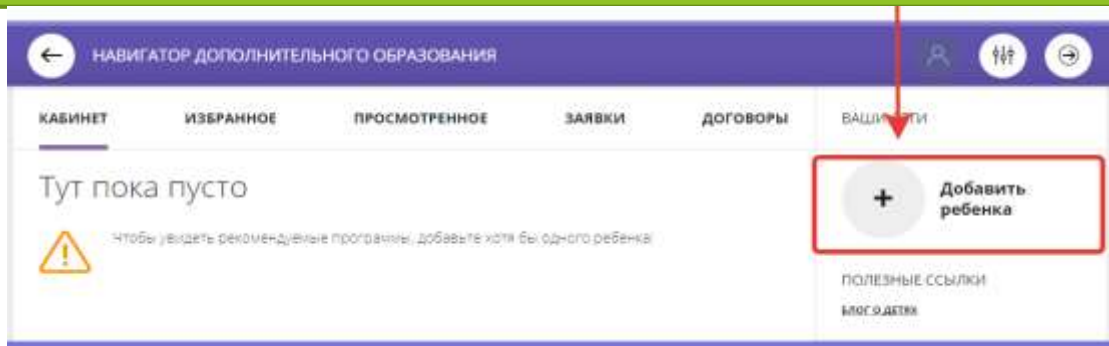 НАВИГАТОР ДОПОЛНИТЕЛЬНОГО ОБРАЗОВАНИЯ
КАБИНЕТ ИЗБРАННОЕ ПРОСМОТРЕННОЕ ЗАЯВКИ ДОГОВОРЫ
ВАШИ
Тут пока пусто
Чтобы увидеть рекомендуемые программы, добавьте хотя бы одного ребенка!
+ Добавить
ребенка
ПОЛЕЗНЫЕ ССЫЛКИ
БЛОГ О ДЕТЯХ